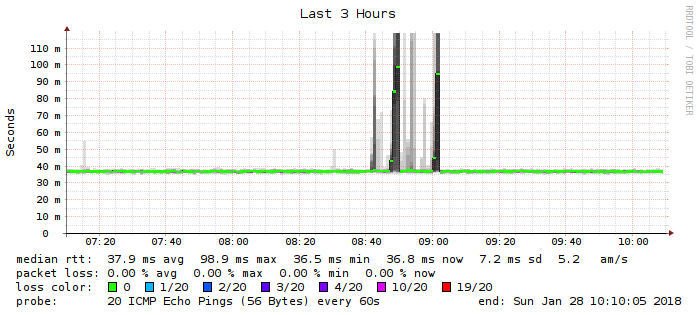 Last 3 Hours
RRDTOOL / TOBI OETIKER
Seconds
110 m
100 m
90 m
80 m
70 m
60 m
50 m
40 m
30 m
20 m
10 m
0
07:20 07:40 08:00 08:20 08:40 09:00 09:20 09:40 10:00
median rtt: 37.9 ms avg 98.9 ms max 36.5 ms min 36.8 ms now 7.2 ms sd 5.2 am/s
packet loss: 0.00 % avg 0.00 % max 0.00 % min 0.00 % now
loss color: 0 1/20 2/20 3/20 4/20 10/20 19/20
probe: 20 ICMP Echo Pings (56 Bytes) every 60s end: Sun Jan 28 10:10:05 2018